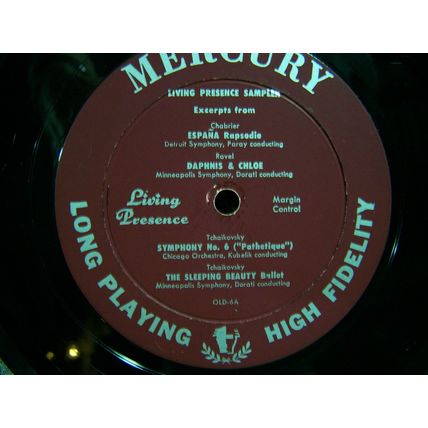 MERCURY
LIVING PRESENCE SAMPLER
Excerpts from
Chabrier
ESPAÑA Rapsodie
Detroit Symphony, Paray conducting
Ravel
DAPHNIS & CHLOE
Minneapolis Symphony, Dorati conducting
Living
Presence
Margin
Control
Tchaikovsky
SYMPHONY No. 6 ("Pathetique")
Chicago Orchestra, Kubelik conducting
Tchaikovsky
THE SLEEPING BEAUTY Ballet
Minneapolis Symphony, Dorati conducting
OLD-6A
LONG PLAYING
HIGH FIDELITY